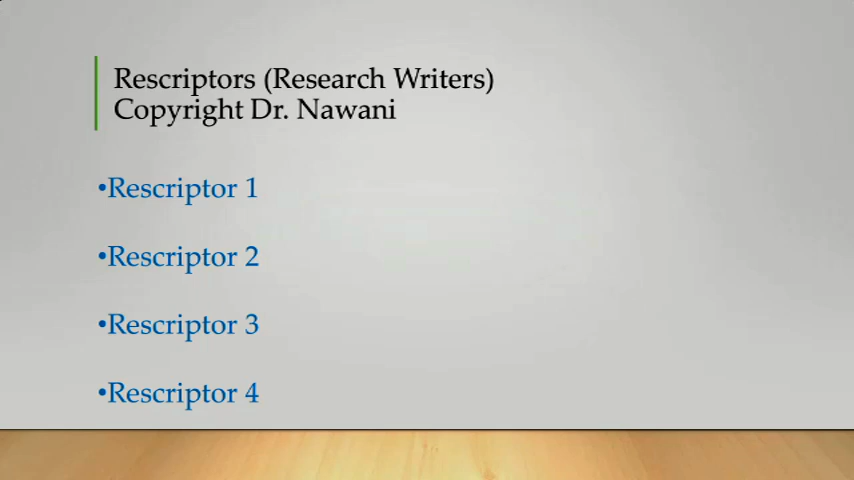 Rescriptors (Research Writers)
Copyright Dr. Nawani
•Rescriptor 1
•Rescriptor 2
•Rescriptor 3
•Rescriptor 4